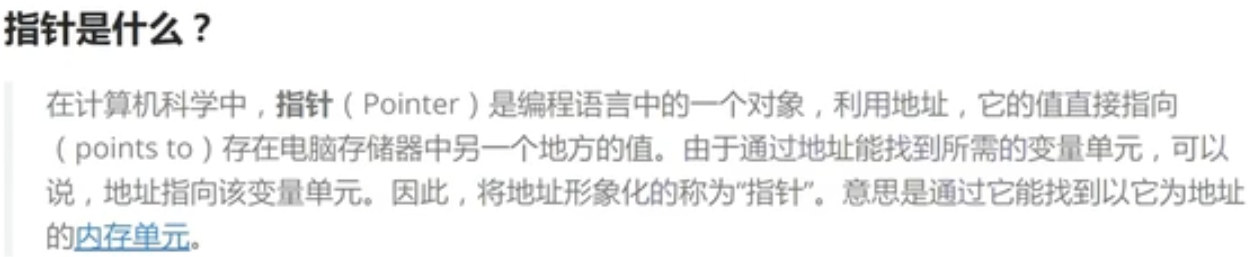 指针是什么？
在计算机科学中，指针（Pointer）是编程语言中的一个对象，利用地址，它的值直接指向
（points to）存在电脑存储器中另一个地方的值。由于通过地址能找到所需的变量单元，可以
说，地址指向该变量单元。因此，将地址形象化的称为“指针”。意思是通过它能找到以它为地址
的内存单元。